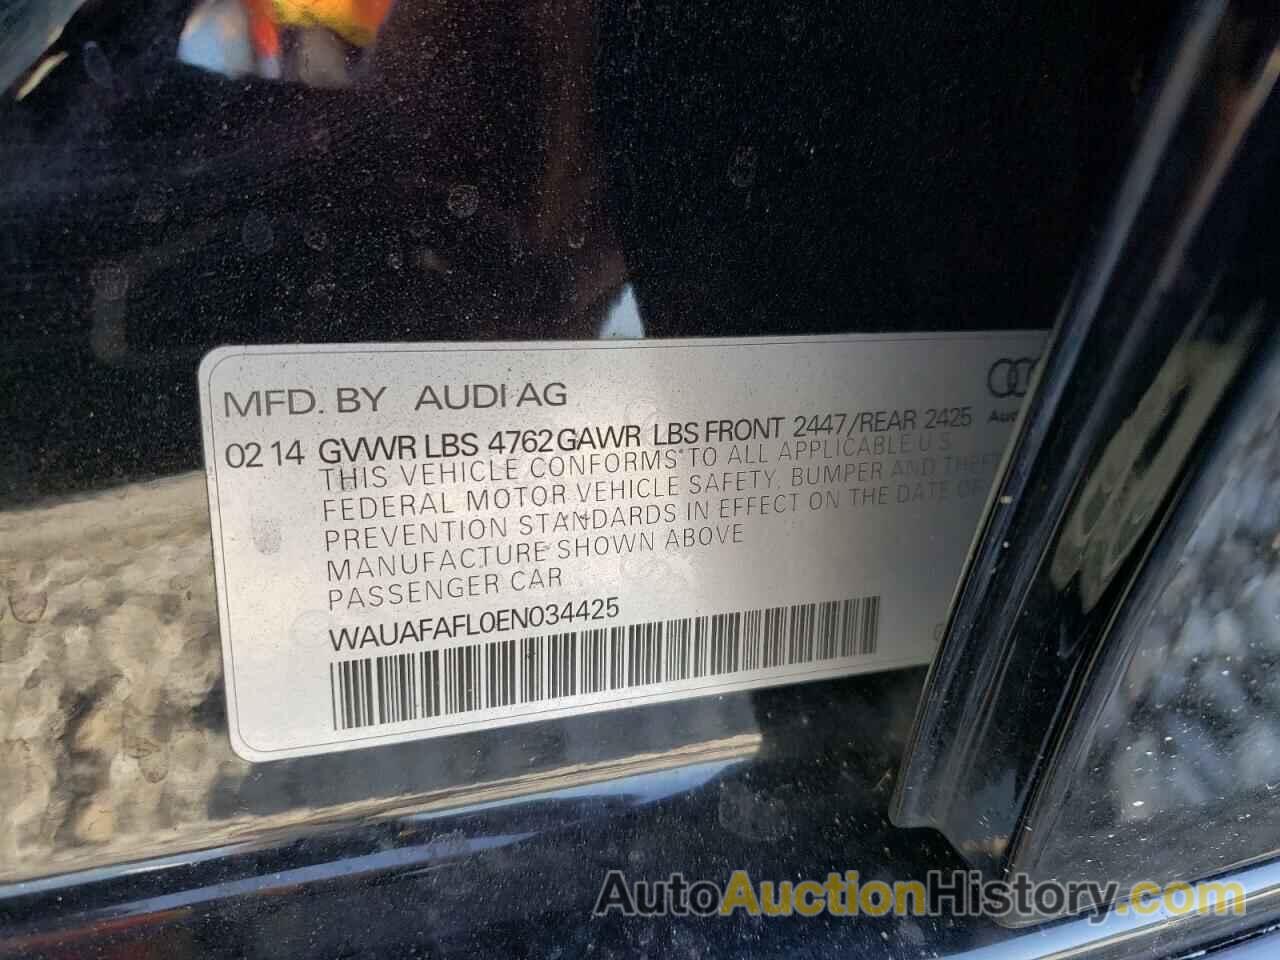 MFD. BY AUDI AG
02 14 GVWR LBS 4762 GAWR LBS FRONT 2447/REAR 2425
THIS VEHICLE CONFORMS TO ALL APPLICABLE U S
FEDERAL MOTOR VEHICLE SAFETY, BUMPER AND THEFT
PREVENTION STANDARDS IN EFFECT ON THE DATE OF
MANUFACTURE SHOWN ABOVE
PASSENGER CAR
WAUAFAFL0EN034425
AutoAuctionHistory.com